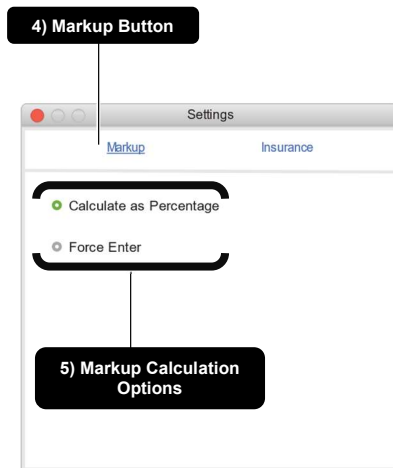 4) Markup Button
Settings
Markup Insurance
Calculate as Percentage
Force Enter
5) Markup Calculation
Options